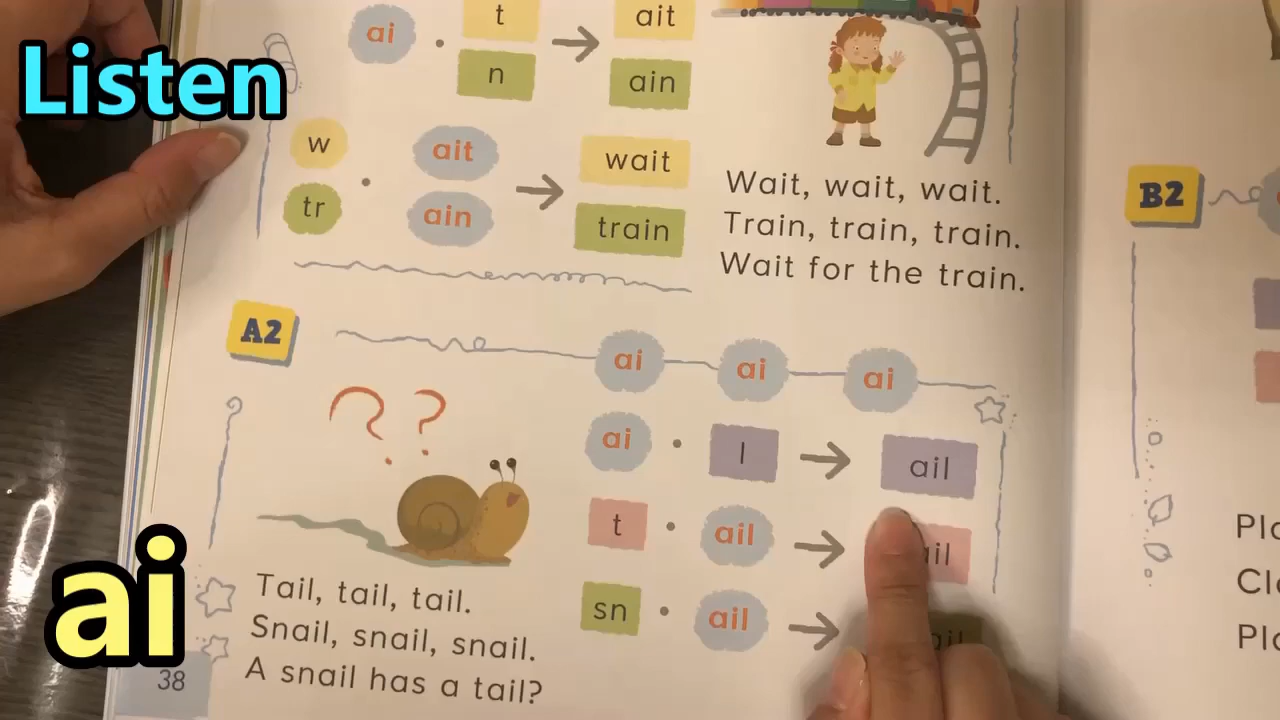 Listen
ai
ai · t → ait
n ain
w · ait → wait
tr ain train
Wait, wait, wait.
Train, train, train.
Wait for the train.
A2
ai ai ai
ai · l → ail
t · ail →
sn · ail →
Tail, tail, tail.
Snail, snail, snail.
A snail has a tail?
38
B2